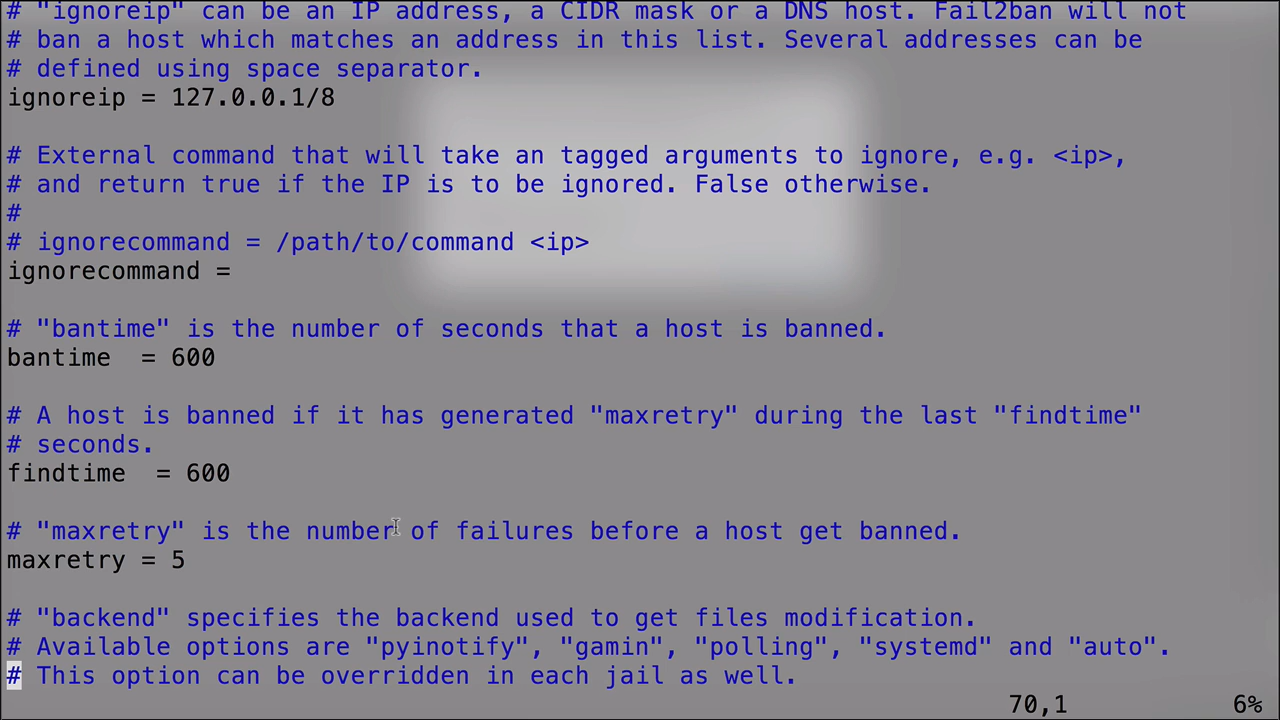 # "ignoreip" can be an IP address, a CIDR mask or a DNS host. Fail2ban will not
# ban a host which matches an address in this list. Several addresses can be
# defined using space separator.
ignoreip = 127.0.0.1/8

# External command that will take an tagged arguments to ignore, e.g. <ip>,
# and return true if the IP is to be ignored. False otherwise.
#
# ignorecommand = /path/to/command <ip>
ignorecommand =

# "bantime" is the number of seconds that a host is banned.
bantime  = 600

# A host is banned if it has generated "maxretry" during the last "findtime"
# seconds.
findtime  = 600

# "maxretry" is the number of failures before a host get banned.
maxretry = 5

# "backend" specifies the backend used to get files modification.
# Available options are "pyinotify", "gamin", "polling", "systemd" and "auto".
# This option can be overridden in each jail as well.
70,1 6%